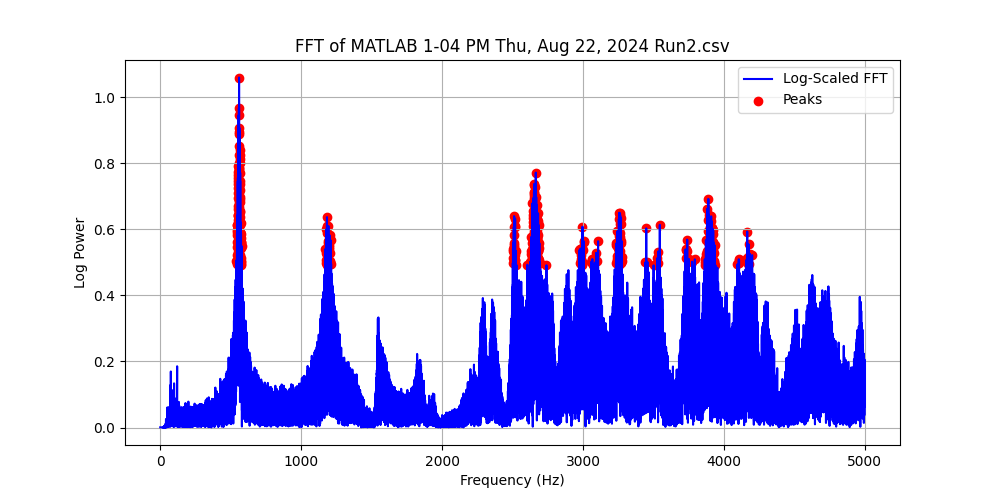 FFT of MATLAB 1-04 PM Thu, Aug 22, 2024 Run2.csv
Log-Scaled FFT
Peaks
1.0
0.8
0.6
0.4
0.2
0.0
Log Power
0 1000 2000 3000 4000 5000
Frequency (Hz)